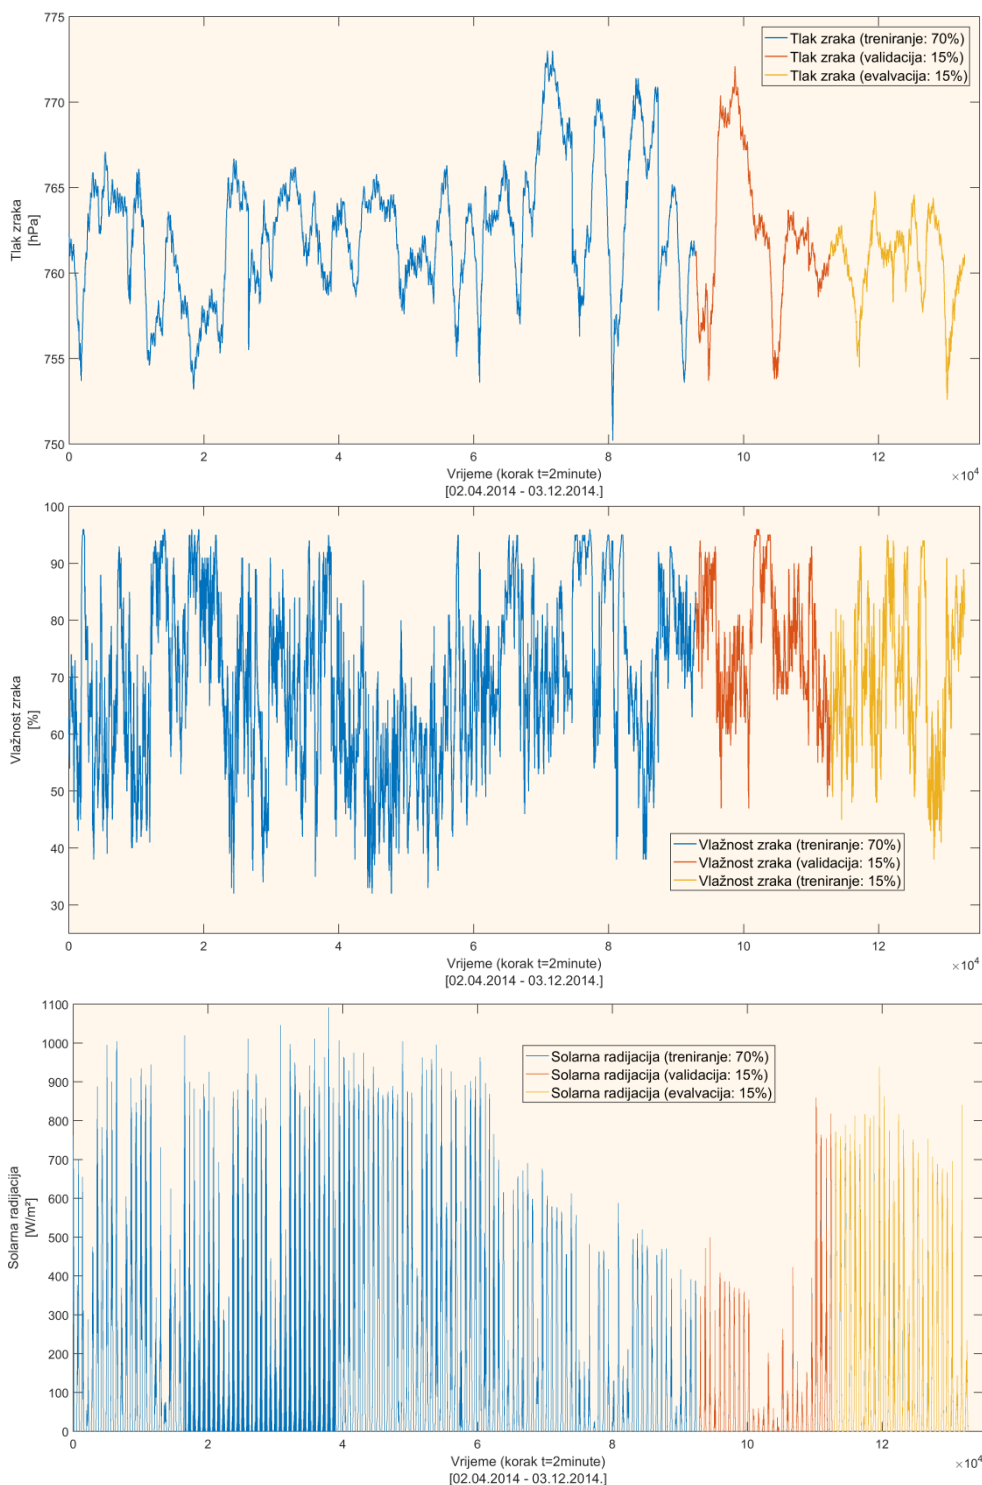 775
770
765
760
755
750
Tlak zraka
[hPa]
Tlak zraka (treniranje: 70%)
Tlak zraka (validacija: 15%)
Tlak zraka (evalvacija: 15%)
0 2 4 6 8 10 12
×10⁴
Vrijeme (korak t=2minute)
[02.04.2014 - 03.12.2014.]
100
90
80
70
60
50
40
30
Vlažnost zraka
[%]
Vlažnost zraka (treniranje: 70%)
Vlažnost zraka (validacija: 15%)
Vlažnost zraka (treniranje: 15%)
0 2 4 6 8 10 12
×10⁴
Vrijeme (korak t=2minute)
[02.04.2014 - 03.12.2014.]
1100
1000
900
800
700
600
500
400
300
200
100
0
Solarna radijacija
[W/m²]
Solarna radijacija (treniranje: 70%)
Solarna radijacija (validacija: 15%)
Solarna radijacija (evalvacija: 15%)
0 2 4 6 8 10 12
×10⁴
Vrijeme (korak t=2minute)
[02.04.2014 - 03.12.2014.]